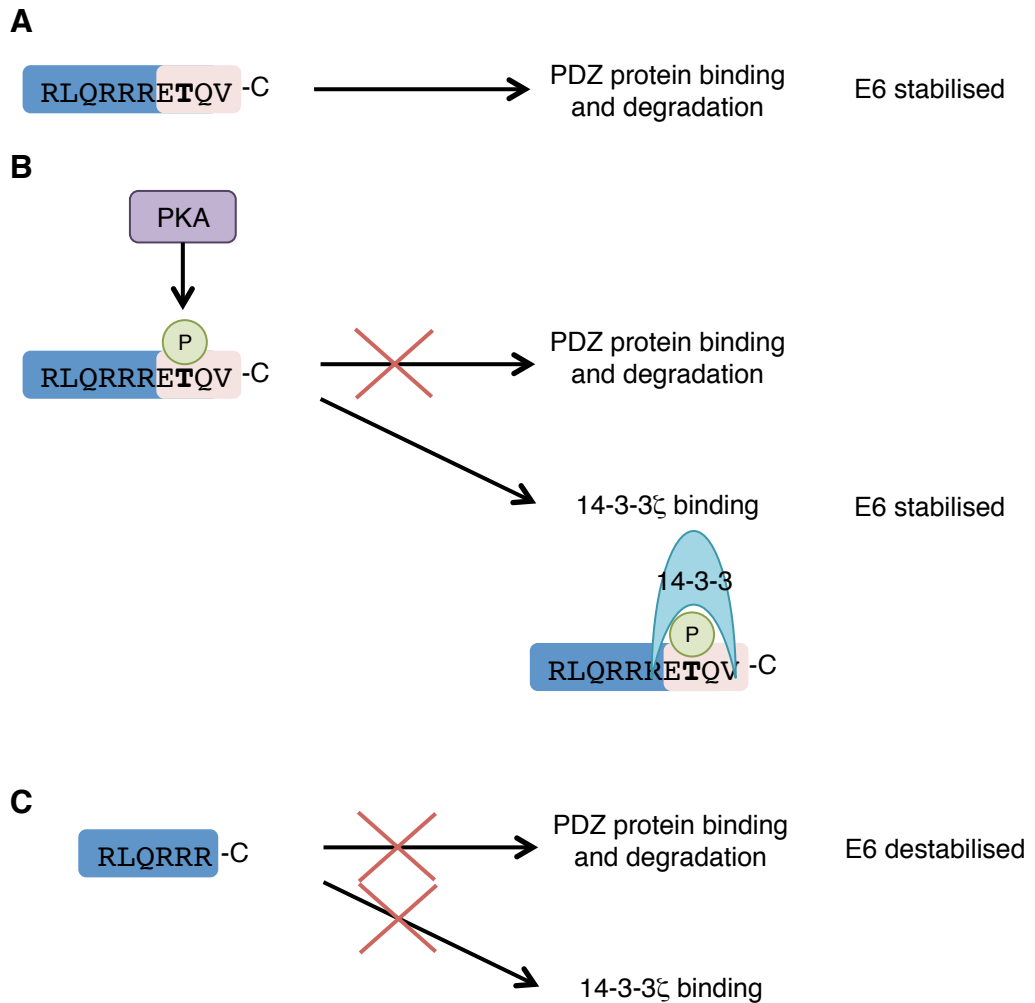 A
RLQRRRETQV -C
PDZ protein binding
and degradation
E6 stabilised
B
PKA
P
RLQRRRETQV -C
PDZ protein binding
and degradation
14-3-3ζ binding
E6 stabilised
14-3-3
P
RLQRRRETQV -C
C
RLQRRR -C
PDZ protein binding
and degradation
E6 destabilised
14-3-3ζ binding